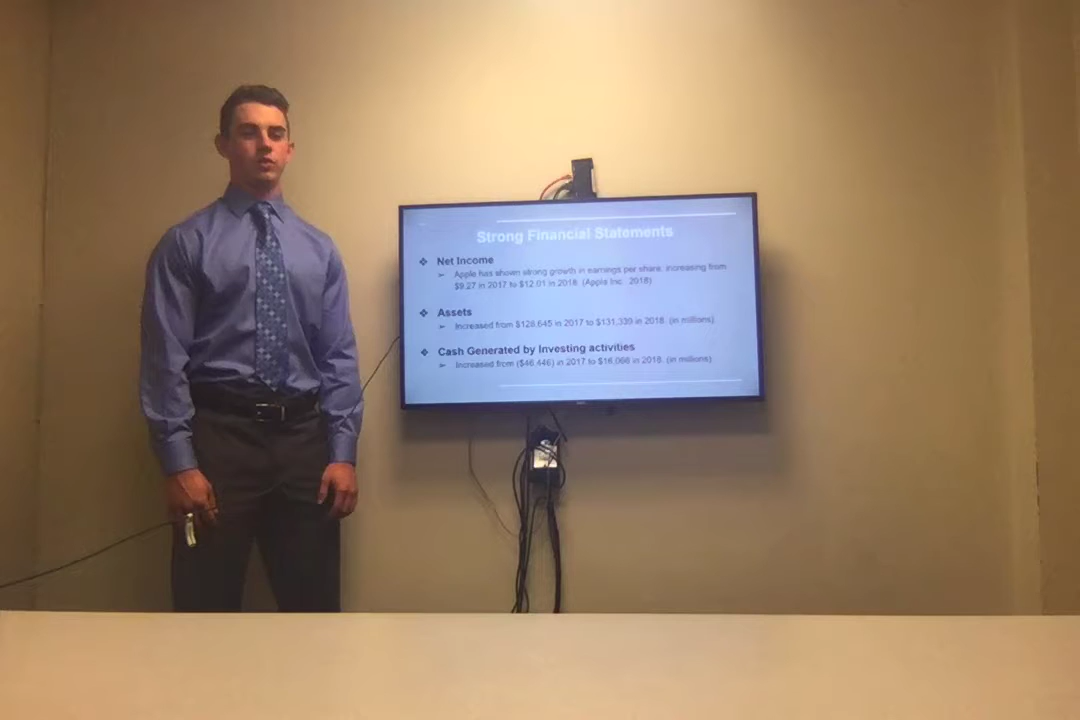 Strong Financial Statements
❖ Net Income
➢ Apple has shown strong growth in earnings per share, increasing from
$9.27 in 2017 to $12.01 in 2018. (Apple Inc., 2018)
❖ Assets
➢ Increased from $128,645 in 2017 to $131,339 in 2018. (in millions)
❖ Cash Generated by Investing activities
➢ Increased from ($46,446) in 2017 to $16,066 in 2018. (in millions)